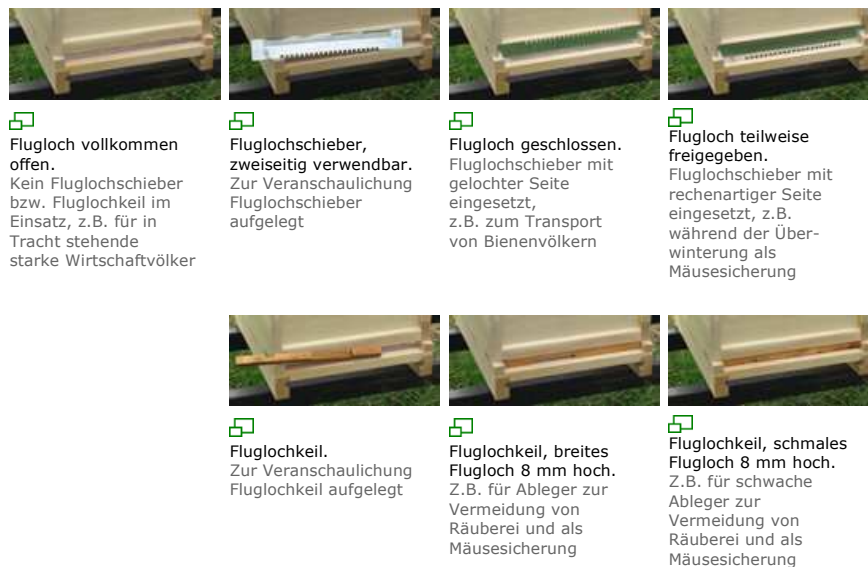 Flugloch vollkommen
offen.
Kein Fluglochschieber
bzw. Fluglochkeil im
Einsatz, z.B. für in
Tracht stehende
starke Wirtschaftvölker
Fluglochschieber,
zweiseitig verwendbar.
Zur Veranschaulichung
Fluglochschieber
aufgelegt
Flugloch geschlossen.
Fluglochschieber mit
gelochter Seite
eingesetzt,
z.B. zum Transport
von Bienenvölkern
Flugloch teilweise
freigegeben.
Fluglochschieber mit
rechenartiger Seite
eingesetzt, z.B.
während der Über-
winterung als
Mäusesicherung
Fluglochkeil.
Zur Veranschaulichung
Fluglochkeil aufgelegt
Fluglochkeil, breites
Flugloch 8 mm hoch.
Z.B. für Ableger zur
Vermeidung von
Räuberei und als
Mäusesicherung
Fluglochkeil, schmales
Flugloch 8 mm hoch.
Z.B. für schwache
Ableger zur
Vermeidung von
Räuberei und als
Mäusesicherung